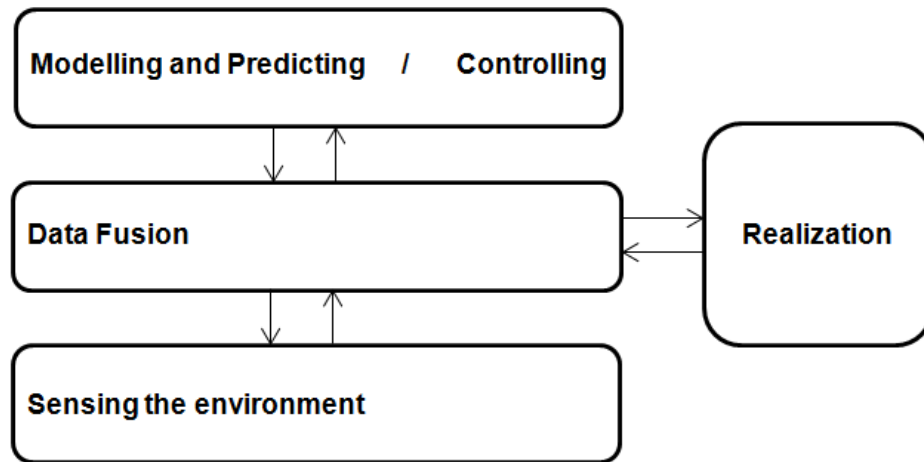 Modelling and Predicting / Controlling
Data Fusion
Realization
Sensing the environment